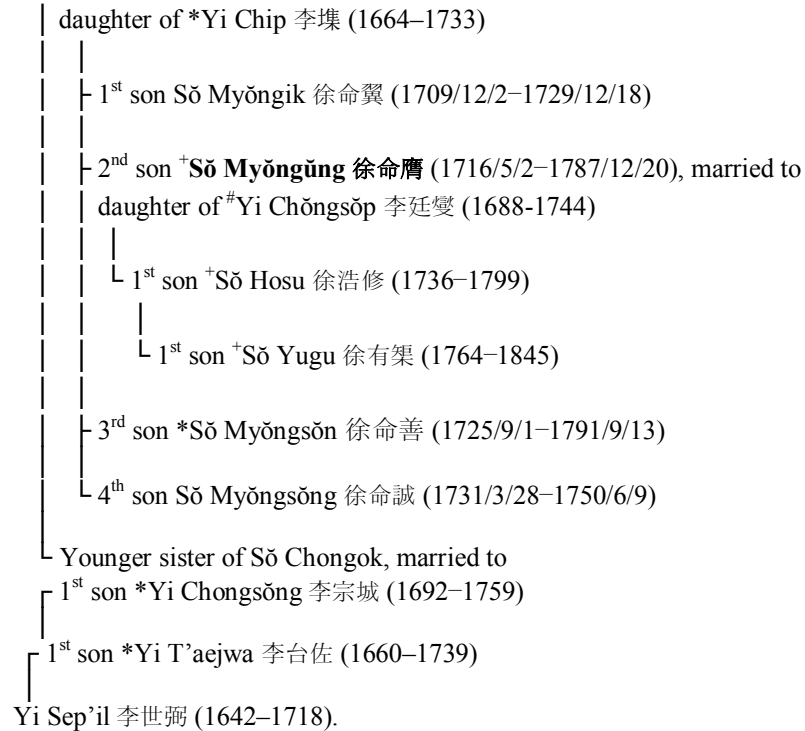 daughter of *Yi Chip 李㙫 (1664–1733)
1st son Sŏ Myŏngik 徐命翼 (1709/12/2−1729/12/18)
2nd son +Sŏ Myŏngŭng 徐命膺 (1716/5/2−1787/12/20), married to
daughter of #Yi Chŏngsŏp 李廷燮 (1688-1744)
1st son +Sŏ Hosu 徐浩修 (1736−1799)
1st son +Sŏ Yugu 徐有榘 (1764−1845)
3rd son *Sŏ Myŏngsŏn 徐命善 (1725/9/1−1791/9/13)
4th son Sŏ Myŏngsŏng 徐命誠 (1731/3/28−1750/6/9)
Younger sister of Sŏ Chongok, married to
1st son *Yi Chongsŏng 李宗城 (1692−1759)
1st son *Yi T’aejwa 李台佐 (1660–1739)
Yi Sep’il 李世弼 (1642–1718).